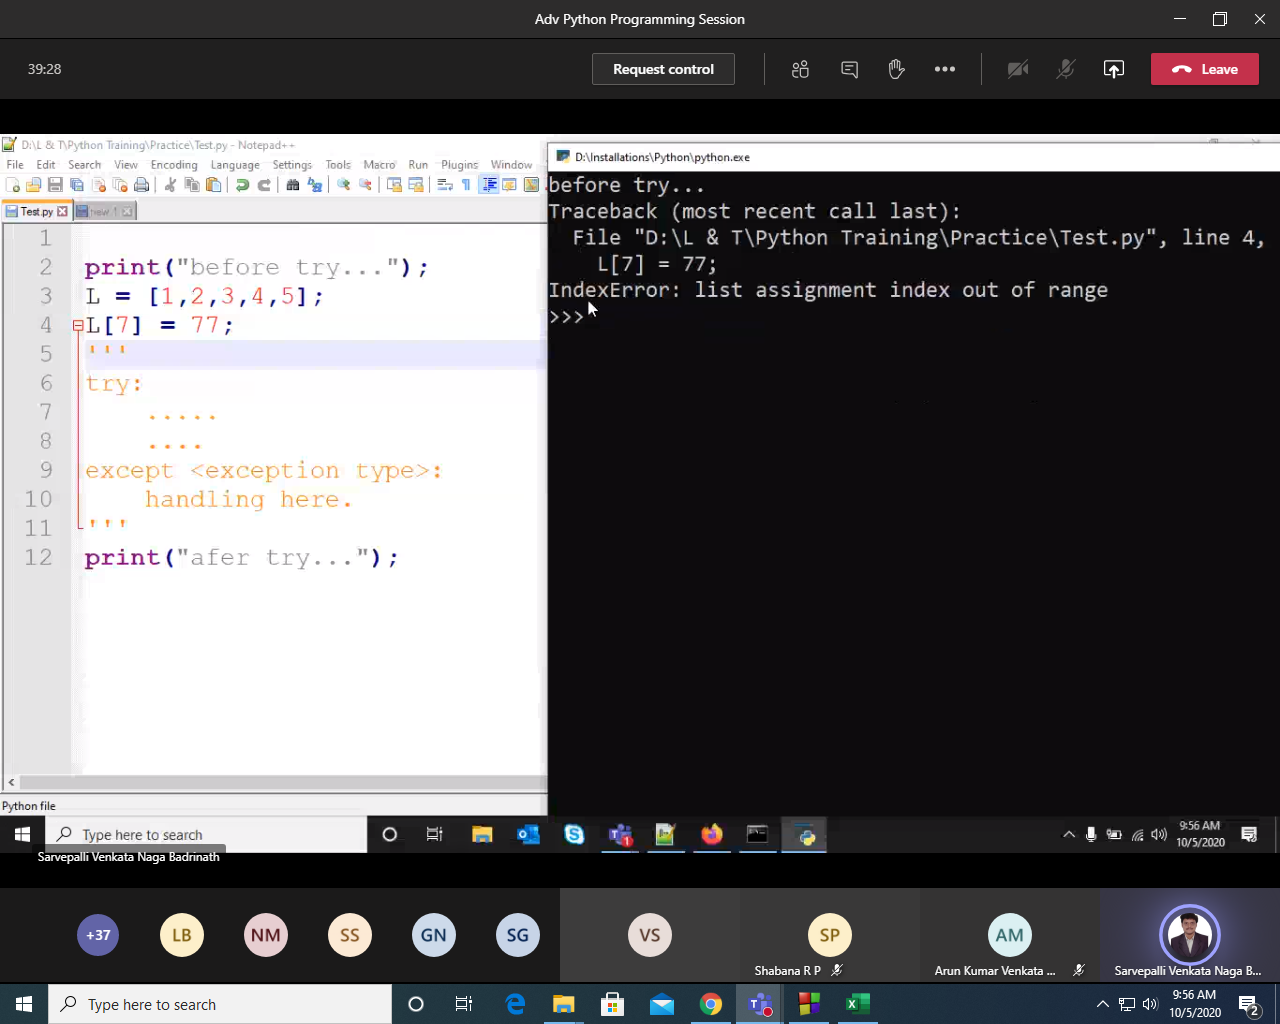 Adv Python Programming Session
39:28
Request control
Leave
D:\L & T\Python Training\Practice\Test.py - Notepad++
File Edit Search View Encoding Language Settings Tools Macro Run Plugins Window
Test.py
new 1
1
2 print("before try...");
3 L = [1,2,3,4,5];
4 L[7] = 77;
5 '''
6 try:
7 .....
8 ....
9 except <exception type>:
10 handling here.
11 '''
12 print("afer try...");
Python file
D:\Installations\Python\python.exe
before try...
Traceback (most recent call last):
File "D:\L & T\Python Training\Practice\Test.py", line 4,
L[7] = 77;
IndexError: list assignment index out of range
>>>
Type here to search
1
9:56 AM
10/5/2020
Sarvepalli Venkata Naga Badrinath
+37
LB
NM
SS
GN
SG
VS
SP
Shabana R P
AM
Arun Kumar Venkata ...
Sarvepalli Venkata Naga B...
Type here to search
9:56 AM
10/5/2020
2